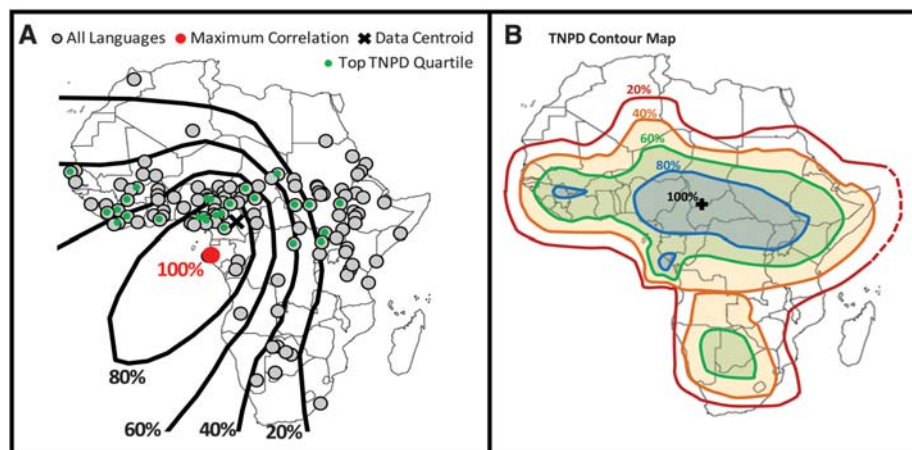 A
All Languages
Maximum Correlation
Data Centroid
Top TNPD Quartile
100%
80%
60%
40%
20%
B
TNPD Contour Map
20%
40%
60%
80%
100%